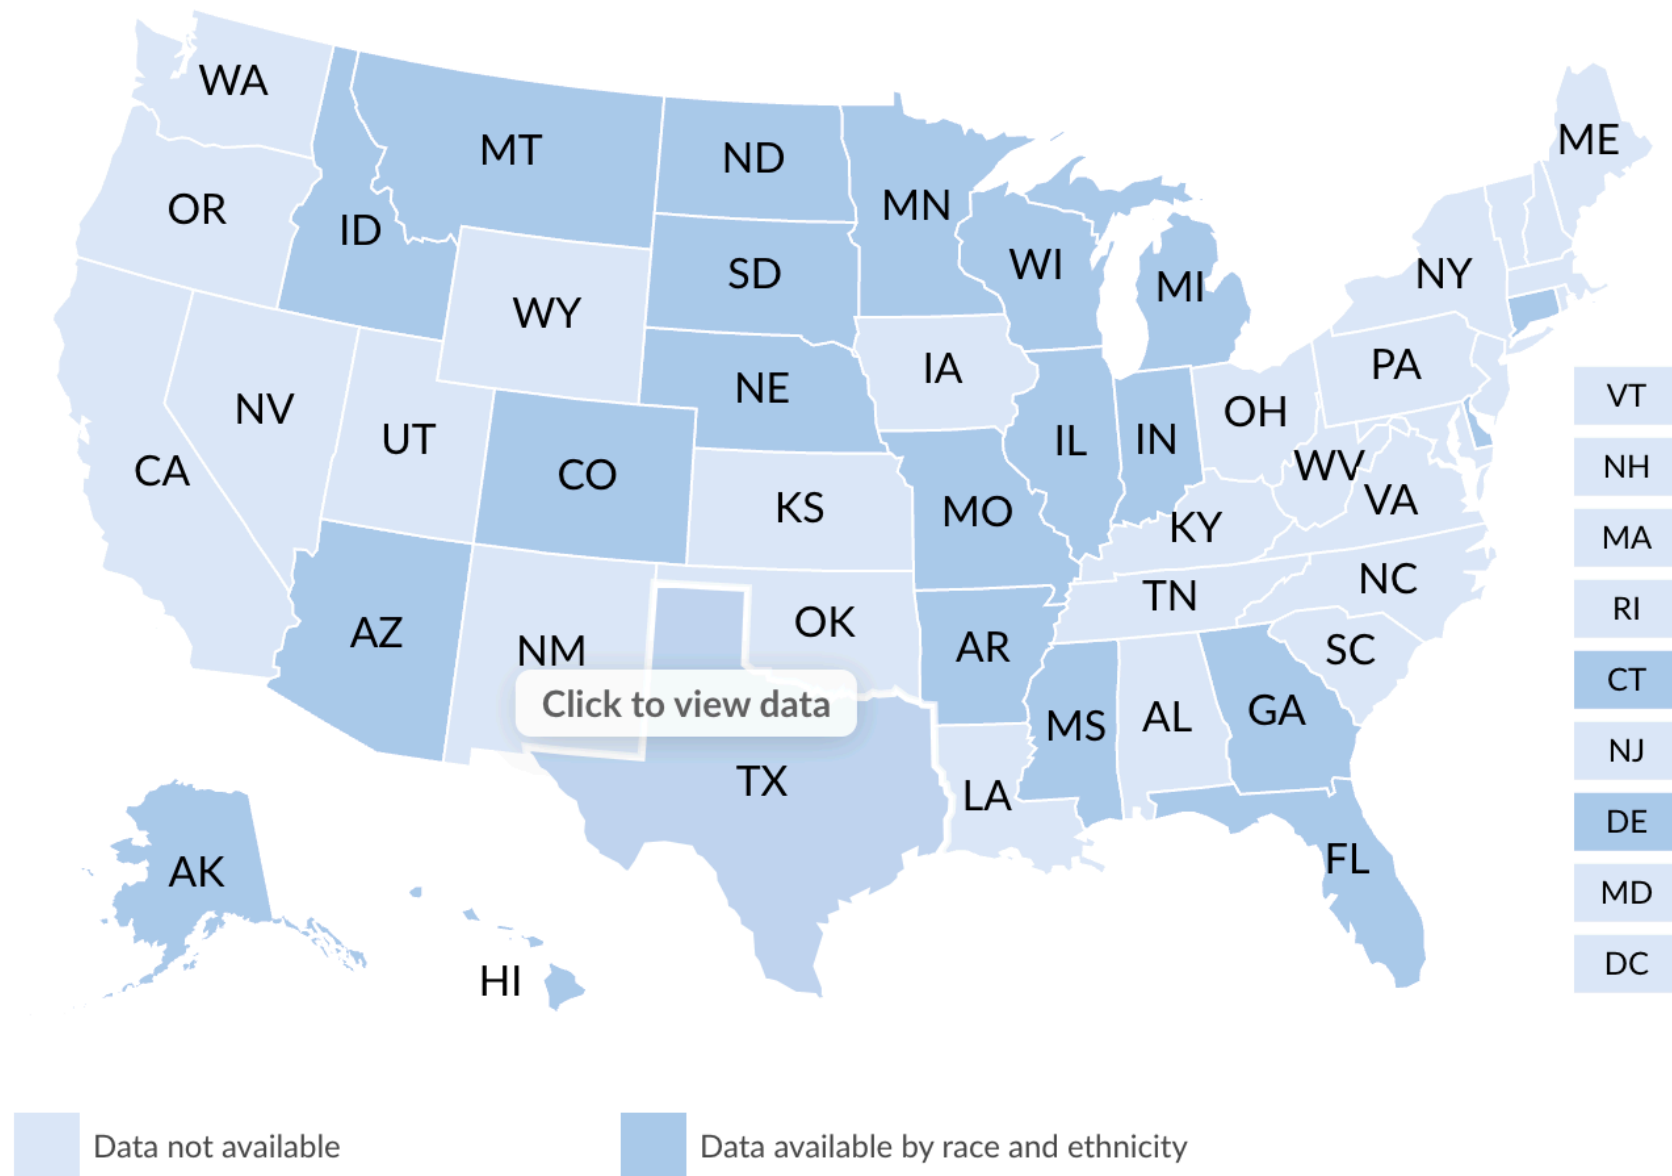 WA
ME
MT
ND
MN
OR
ID
WI
SD
NY
MI
WY
PA
IA
NE
VT
NV
OH
UT
IL
IN
CO
WV
NH
CA
VA
KS
MO
KY
MA
NC
TN
RI
OK
AZ
AR
NM
SC
CT
Click to view data
GA
MS
AL
NJ
TX
LA
DE
FL
AK
MD
DC
HI
Data not available
Data available by race and ethnicity